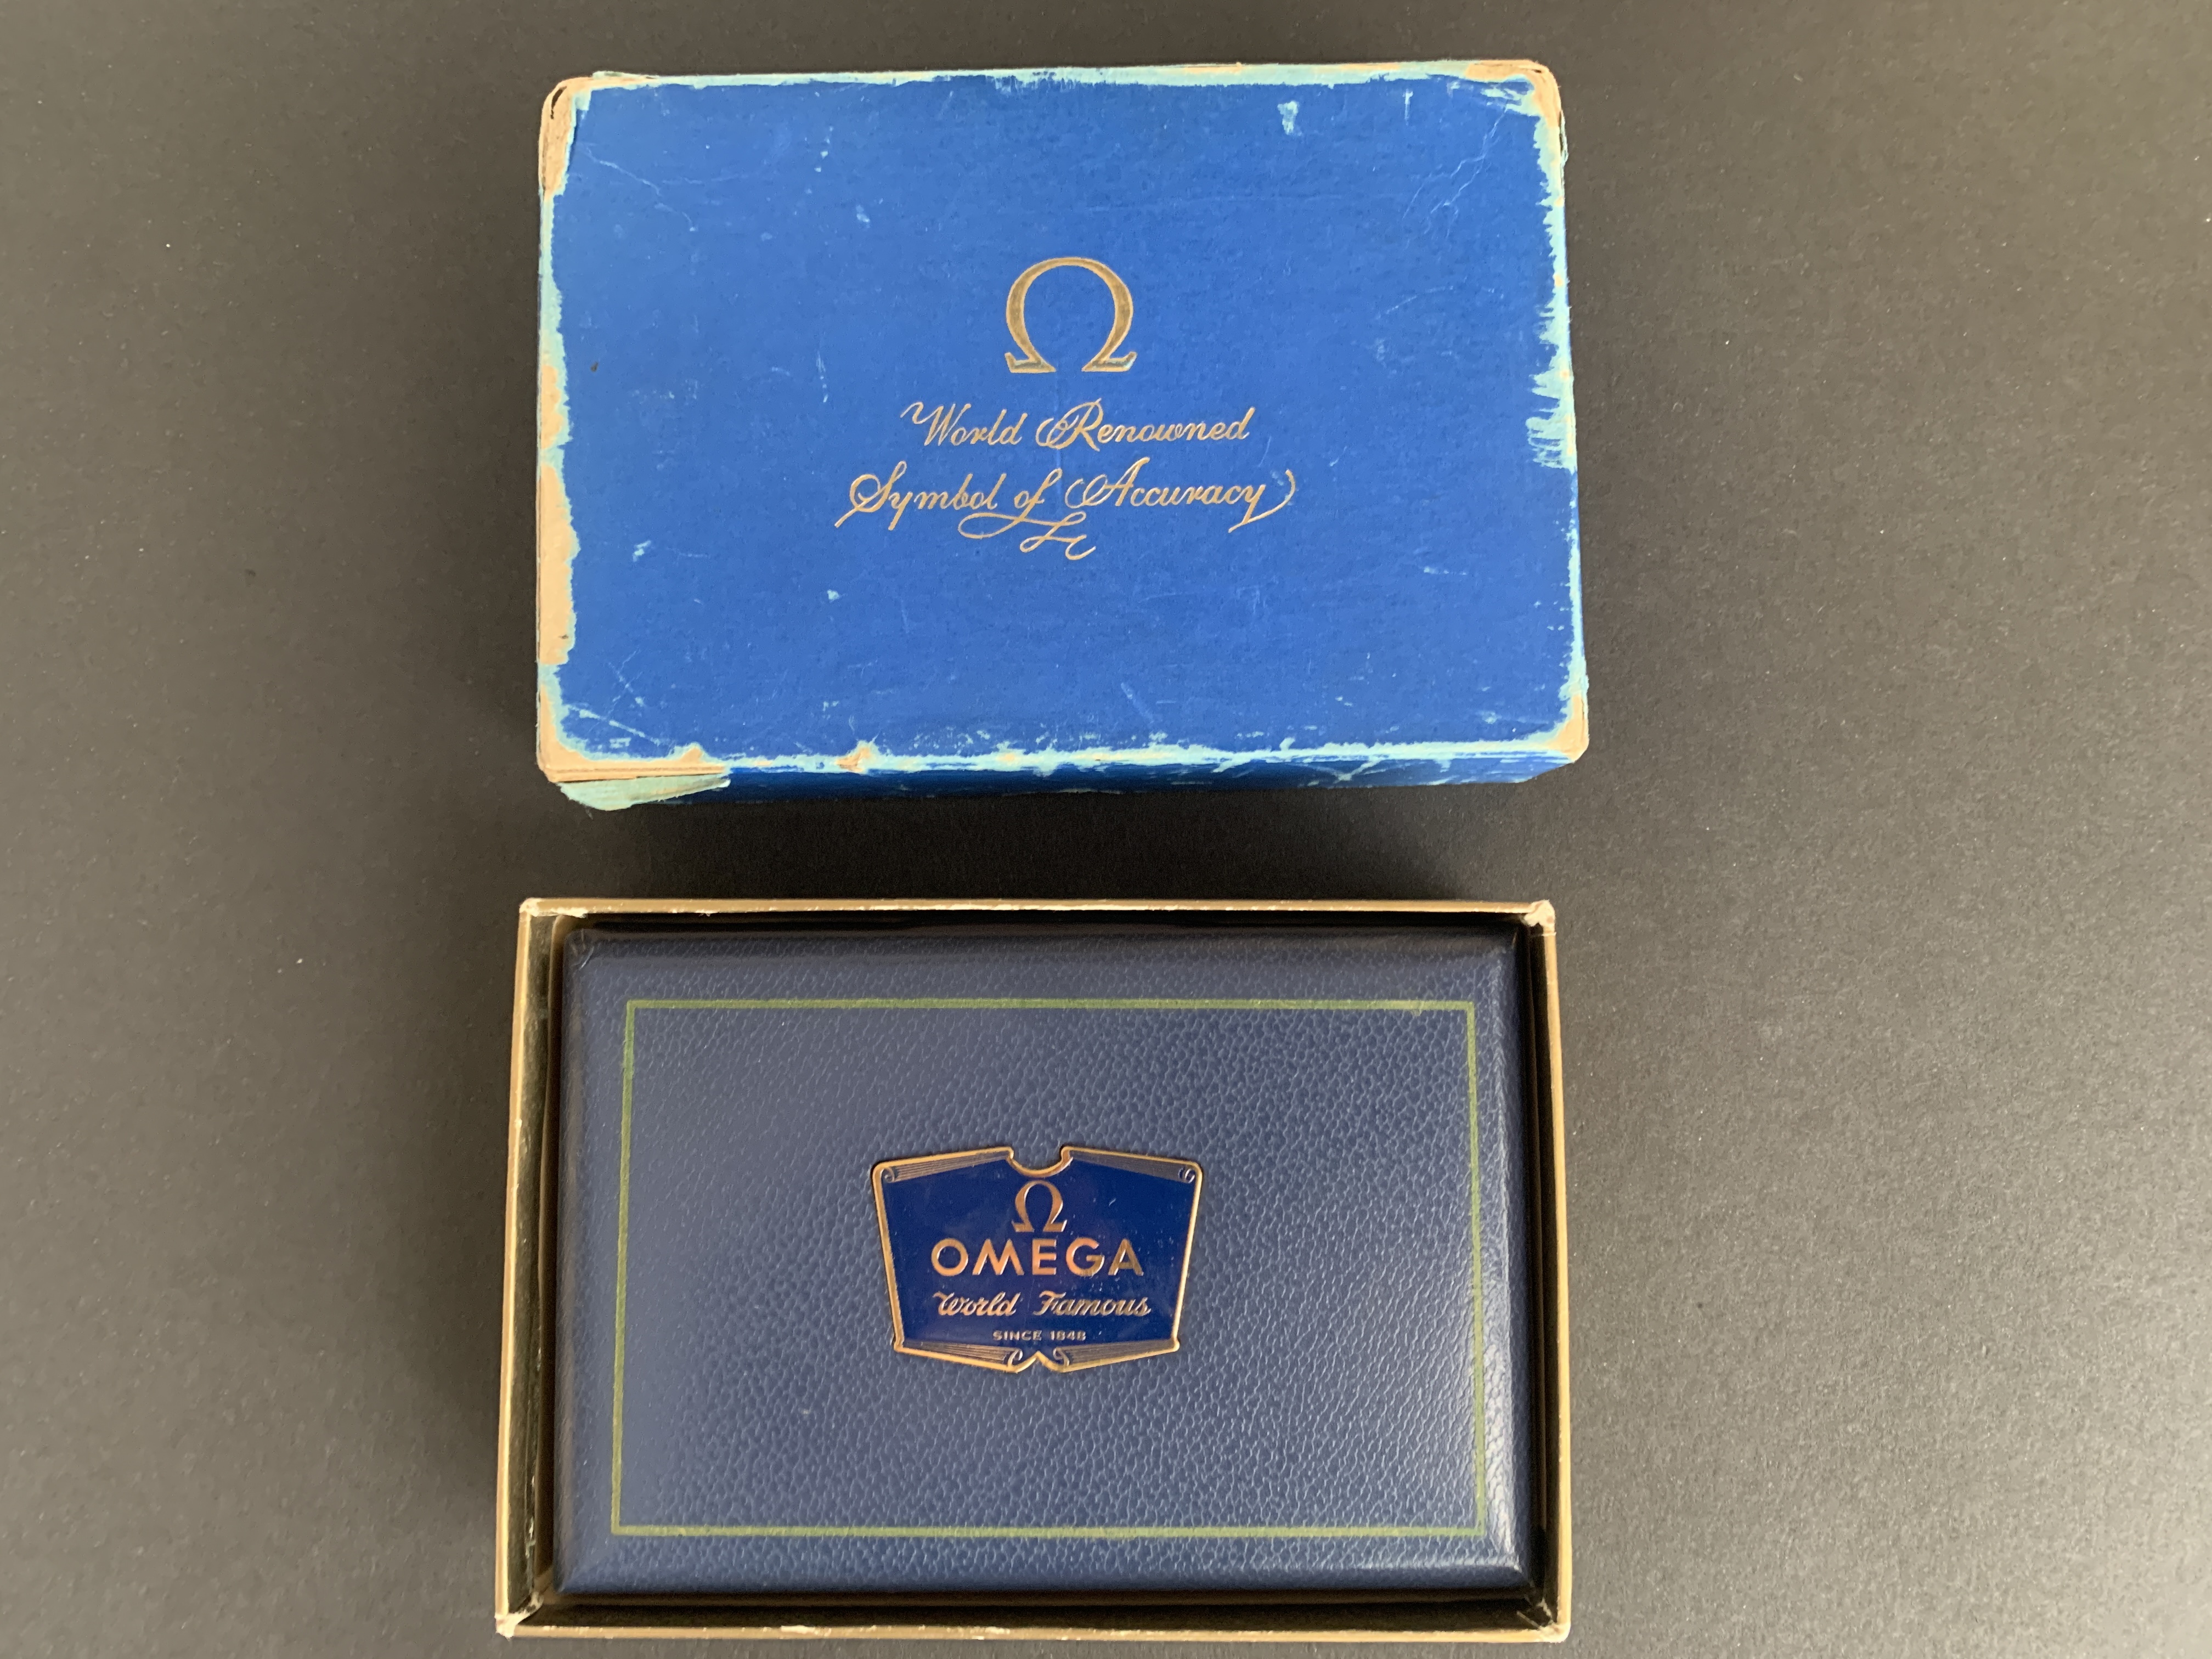 Ω
World Renowned
Symbol of Accuracy
Ω
OMEGA
World Famous
SINCE 1848